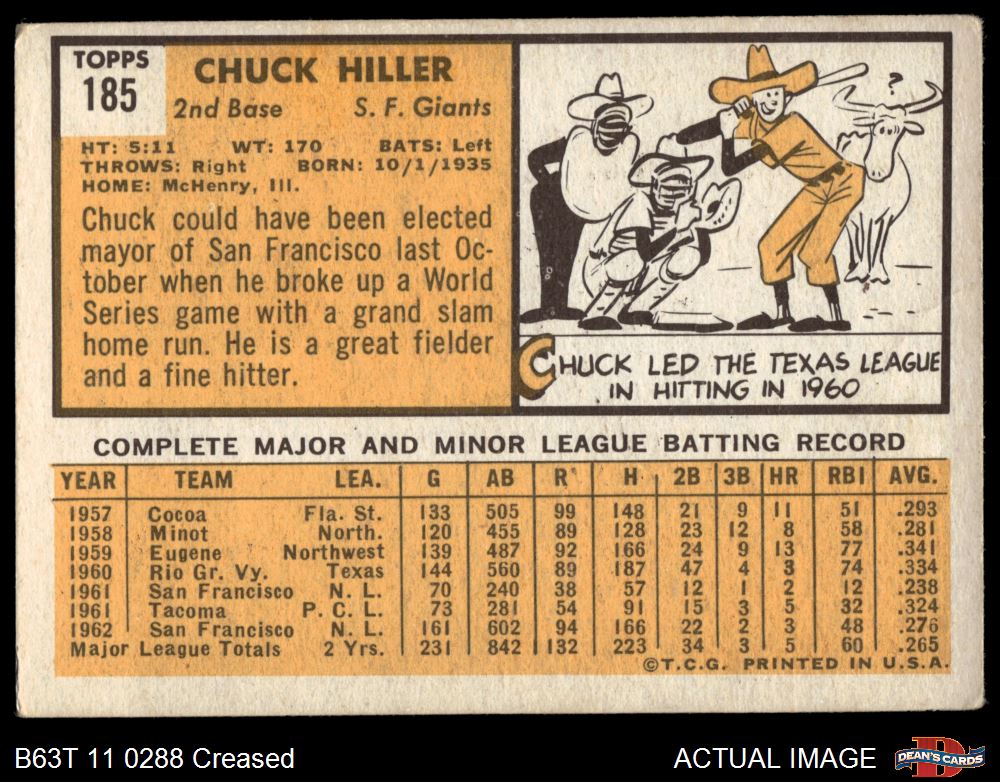 TOPPS
185
CHUCK HILLER
2nd Base S. F. Giants
HT: 5:11 WT: 170 BATS: Left
THROWS: Right BORN: 10/1/1935
HOME: McHenry, Ill.
Chuck could have been elected
mayor of San Francisco last Oc-
tober when he broke up a World
Series game with a grand slam
home run. He is a great fielder
and a fine hitter.
?
CHUCK LED THE TEXAS LEAGUE
IN HITTING IN 1960
COMPLETE MAJOR AND MINOR LEAGUE BATTING RECORD
YEAR TEAM LEA. G AB R H 2B 3B HR RBI AVG.
1957 Cocoa Fla. St. 133 505 99 148 21 9 11 51 .293
1958 Minot North. 120 455 89 128 23 12 8 58 .281
1959 Eugene Northwest 139 487 92 166 24 9 13 77 .341
1960 Rio Gr. Vy. Texas 144 560 89 187 47 4 3 74 .334
1961 San Francisco N. L. 70 240 38 57 12 1 2 12 .238
1961 Tacoma P. C. L. 73 281 54 91 15 3 5 32 .324
1962 San Francisco N. L. 161 602 94 166 22 2 3 48 .276
Major League Totals 2 Yrs. 231 842 132 223 34 3 5 60 .265
©T.C.G. PRINTED IN U.S.A.
B63T 11 0288 Creased ACTUAL IMAGE
D
DEAN'S CARDS